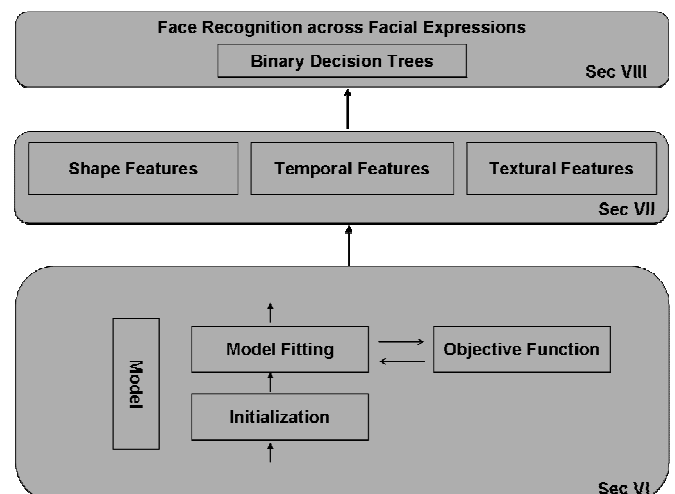 Face Recognition across Facial Expressions
Binary Decision Trees
Sec VIII
Shape Features
Temporal Features
Textural Features
Sec VII
Model
Model Fitting
Objective Function
Initialization
Sec VI